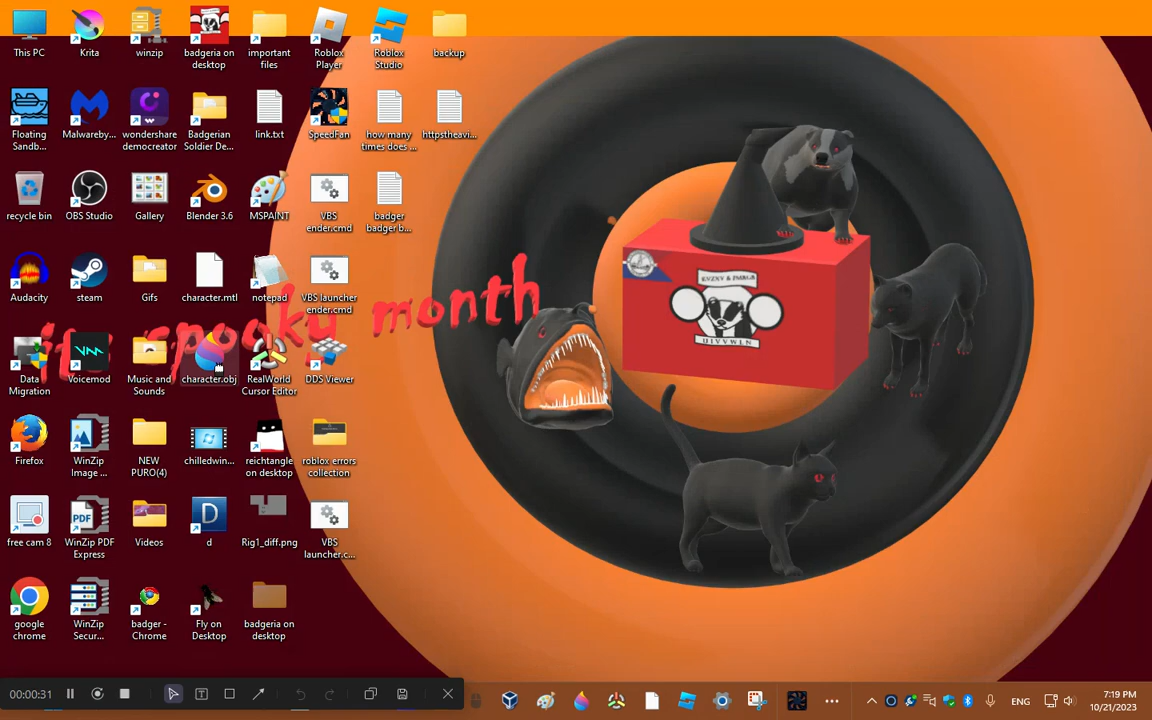 This PC
Krita
winzip
badgeria on
desktop
important
files
Roblox
Player
Roblox
Studio
backup
Floating
Sandb...
Malwareby...
wondershare
democreator
Badgerian
Soldier De...
link.txt
SpeedFan
how many
times does ...
httpstheavi...
recycle bin
OBS Studio
Gallery
Blender 3.6
MSPAINT
VBS
ender.cmd
badger
badger b...
Audacity
steam
Gifs
character.mtl
notepad
VBS launcher
ender.cmd
spooky month
Data
Migration
Voicemod
Music and
Sounds
character.obj
RealWorld
Cursor Editor
DDS Viewer
Firefox
WinZip
Image ...
NEW
PURO(4)
chilledwin...
reichtangle
on desktop
roblox errors
collection
free cam 8
PDF
WinZip PDF
Express
Videos
D
d
Rig1_diff.png
VBS
launcher.c...
google
chrome
WinZip
Secur...
badger -
Chrome
Fly on
Desktop
badgeria on
desktop
00:00:31
ENG
7:19 PM
10/21/2023